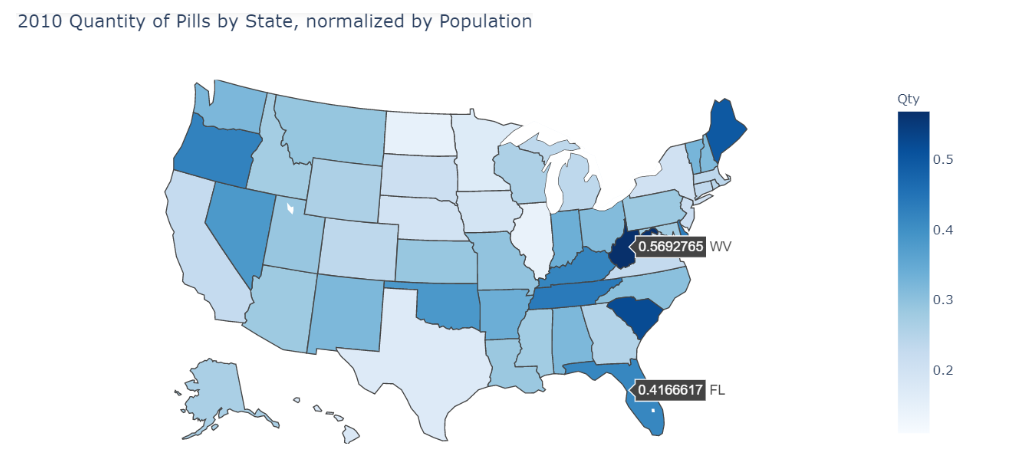 2010 Quantity of Pills by State, normalized by Population
Qty
0.5
0.5692765 WV
0.4
0.3
0.2
0.4166617 FL